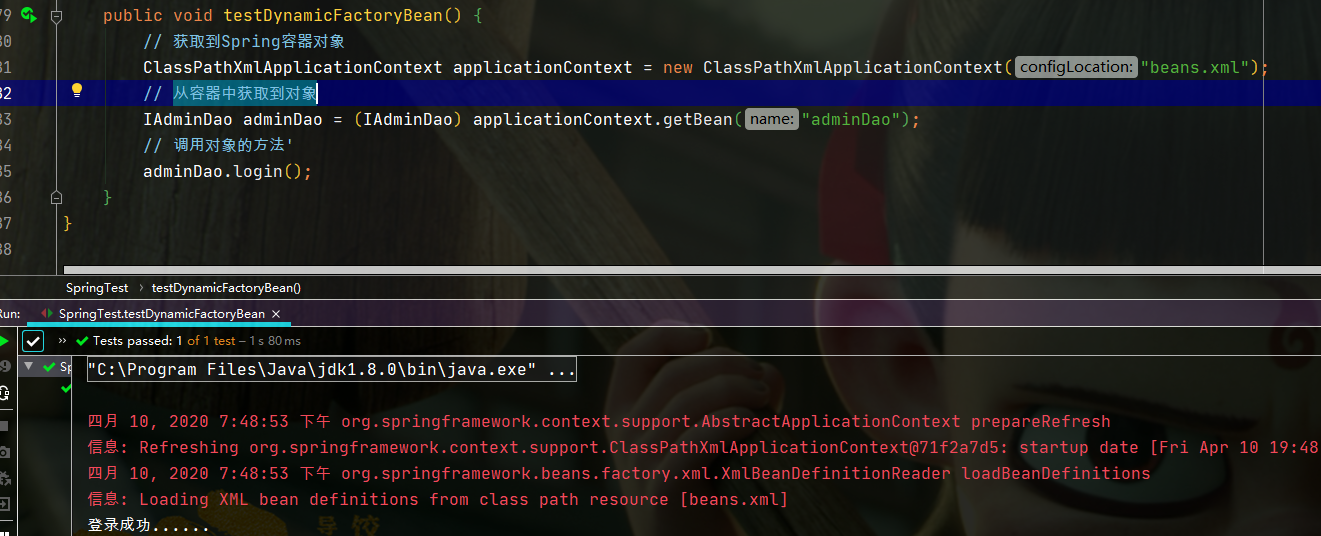 79 public void testDynamicFactoryBean() {
80 // 获取到Spring容器对象
81 ClassPathXmlApplicationContext applicationContext = new ClassPathXmlApplicationContext( configLocation: "beans.xml");
82 // 从容器中获取到对象
83 IAdminDao adminDao = (IAdminDao) applicationContext.getBean( name: "adminDao");
84 // 调用对象的方法'
85 adminDao.login();
86 }
87 }
88
SpringTest › testDynamicFactoryBean()
Run: SpringTest.testDynamicFactoryBean ×
» Tests passed: 1 of 1 test – 1 s 80 ms
Sp
"C:\Program Files\Java\jdk1.8.0\bin\java.exe" ...
四月 10, 2020 7:48:53 下午 org.springframework.context.support.AbstractApplicationContext prepareRefresh
信息: Refreshing org.springframework.context.support.ClassPathXmlApplicationContext@71f2a7d5: startup date [Fri Apr 10 19:48
四月 10, 2020 7:48:53 下午 org.springframework.beans.factory.xml.XmlBeanDefinitionReader loadBeanDefinitions
信息: Loading XML bean definitions from class path resource [beans.xml]
登录成功......